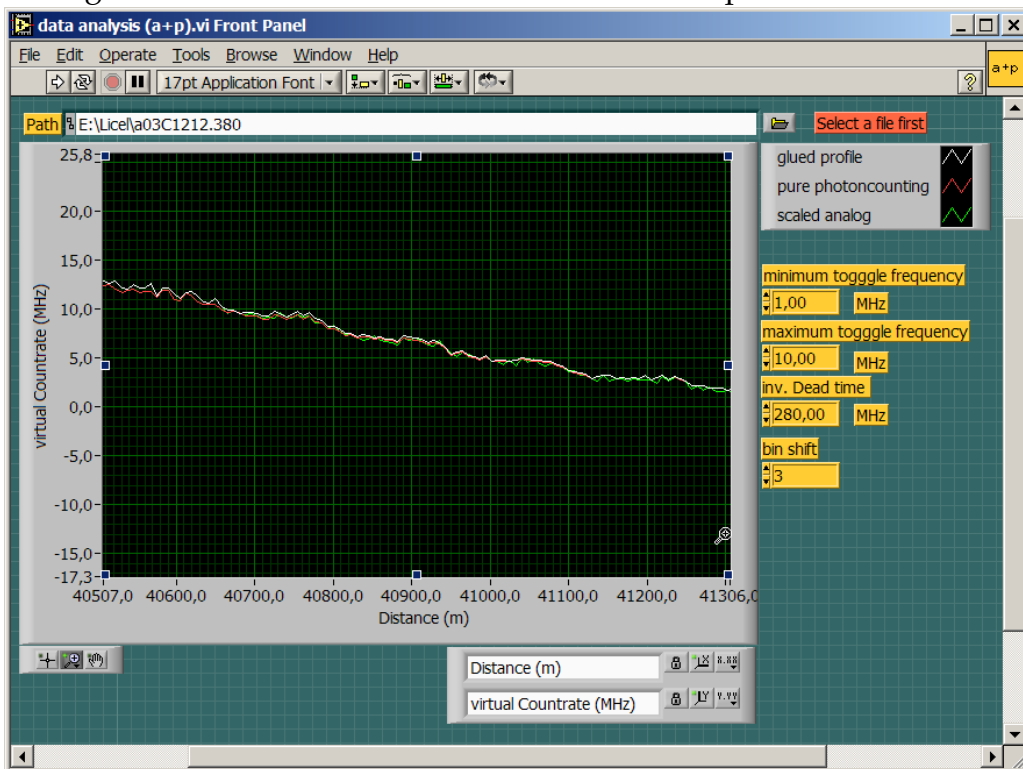 data analysis (a+p).vi Front Panel
File Edit Operate Tools Browse Window Help
17pt Application Font
a+p
Path E:\Licel\a03C1212.380
Select a file first
glued profile
pure photoncounting
scaled analog
minimum togggle frequency
1,00 MHz
maximum togggle frequency
10,00 MHz
inv. Dead time
280,00 MHz
bin shift
3
virtual Countrate (MHz)
25,8
20,0
15,0
10,0
5,0
0,0
-5,0
-10,0
-15,0
-17,3
40507,0 40600,0 40700,0 40800,0 40900,0 41000,0 41100,0 41200,0 41306,0
Distance (m)
Distance (m) X X.XX
virtual Countrate (MHz) Y Y.YY